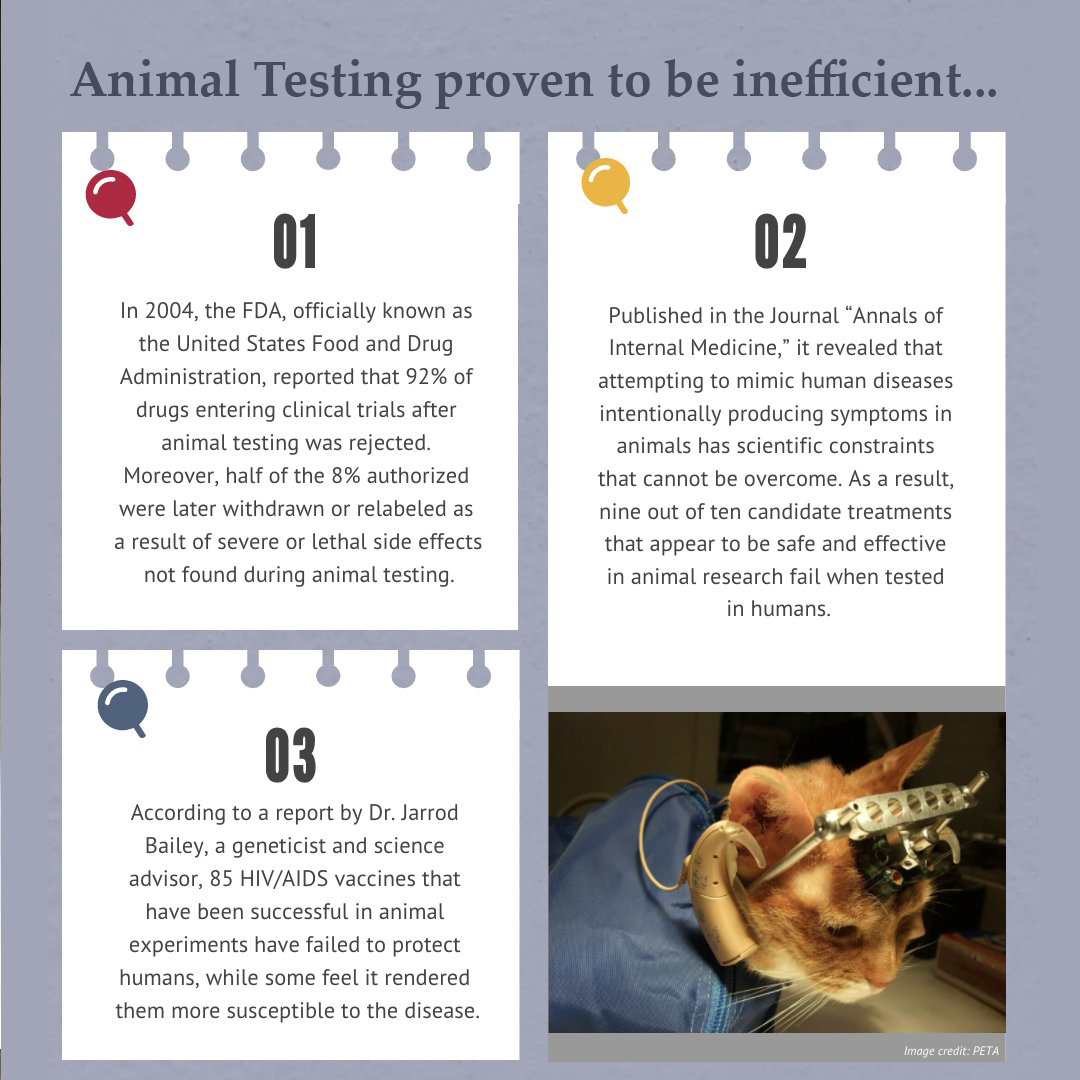 Animal Testing proven to be inefficient...
01
In 2004, the FDA, officially known as
the United States Food and Drug
Administration, reported that 92% of
drugs entering clinical trials after
animal testing was rejected.
Moreover, half of the 8% authorized
were later withdrawn or relabeled as
a result of severe or lethal side effects
not found during animal testing.
02
Published in the Journal “Annals of
Internal Medicine,” it revealed that
attempting to mimic human diseases
intentionally producing symptoms in
animals has scientific constraints
that cannot be overcome. As a result,
nine out of ten candidate treatments
that appear to be safe and effective
in animal research fail when tested
in humans.
03
According to a report by Dr. Jarrod
Bailey, a geneticist and science
advisor, 85 HIV/AIDS vaccines that
have been successful in animal
experiments have failed to protect
humans, while some feel it rendered
them more susceptible to the disease.
Image credit: PETA